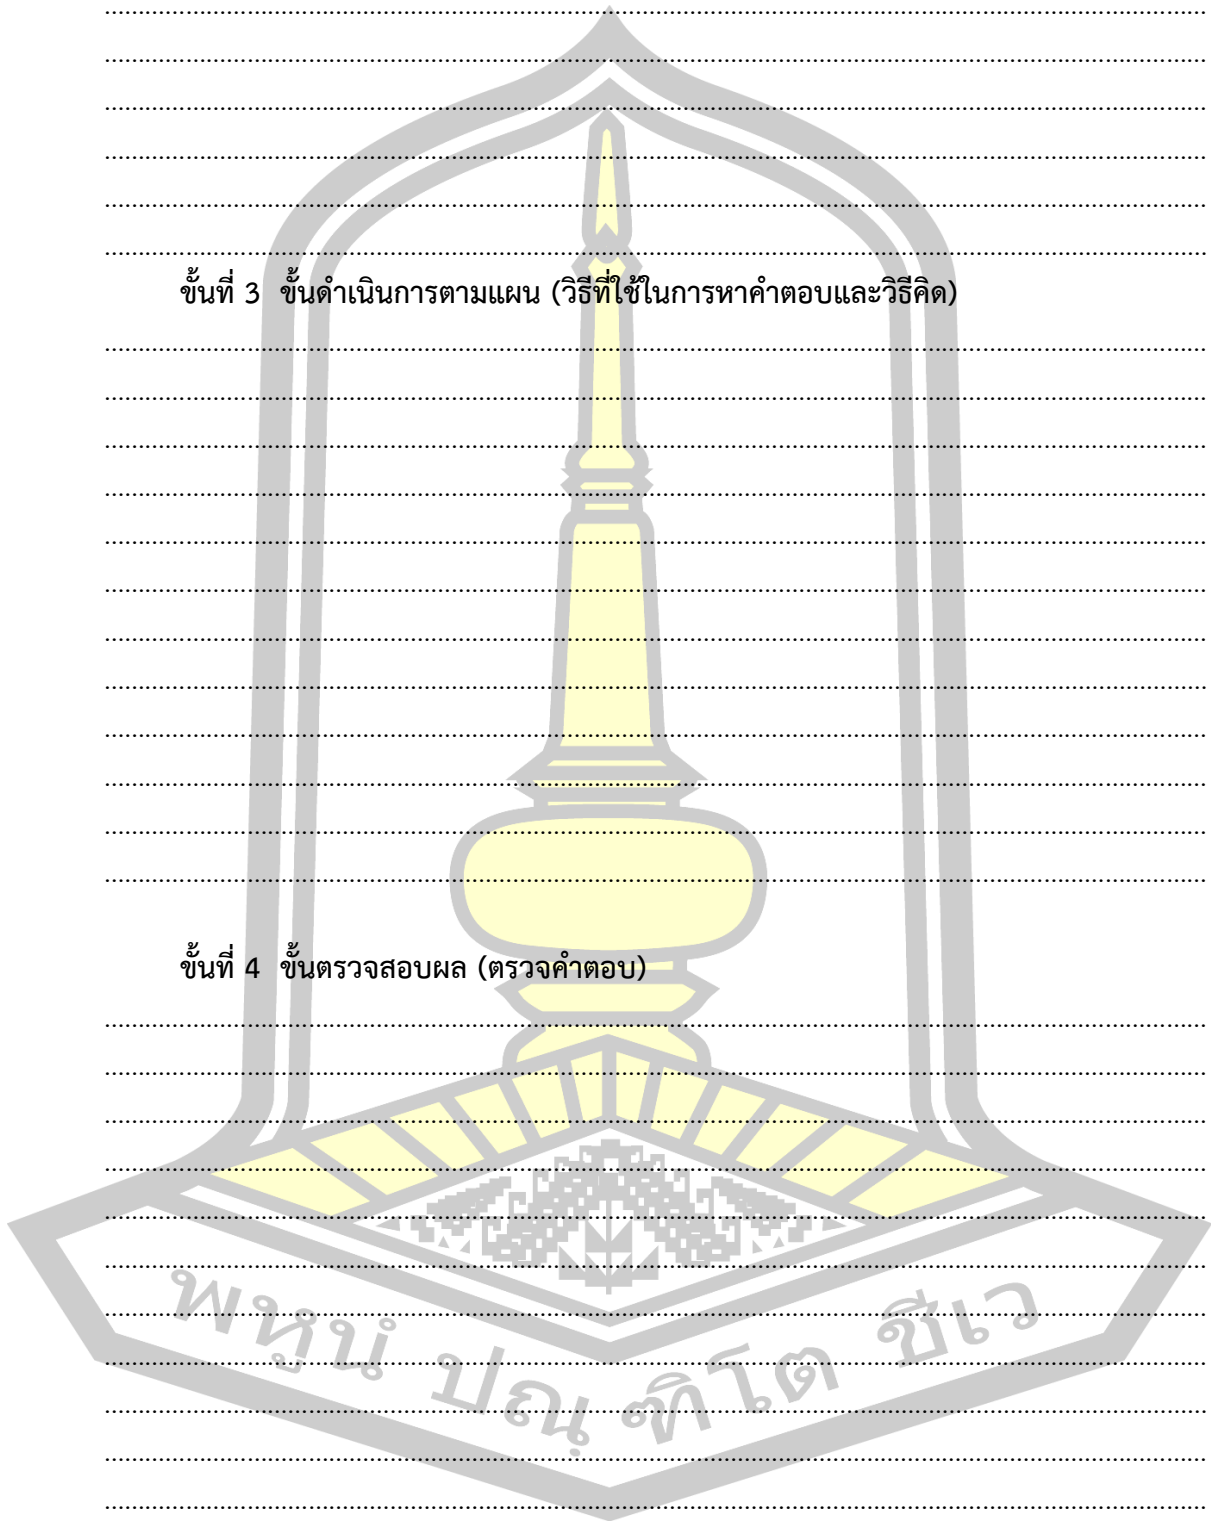 ขั้นที่ 3 ขั้นดำเนินการตามแผน (วิธีที่ใช้ในการหาคำตอบและวิธีคิด)
ขั้นที่ 4 ขั้นตรวจสอบผล (ตรวจคำตอบ)
พหูนํ ปณฺฑิโต ชีเว